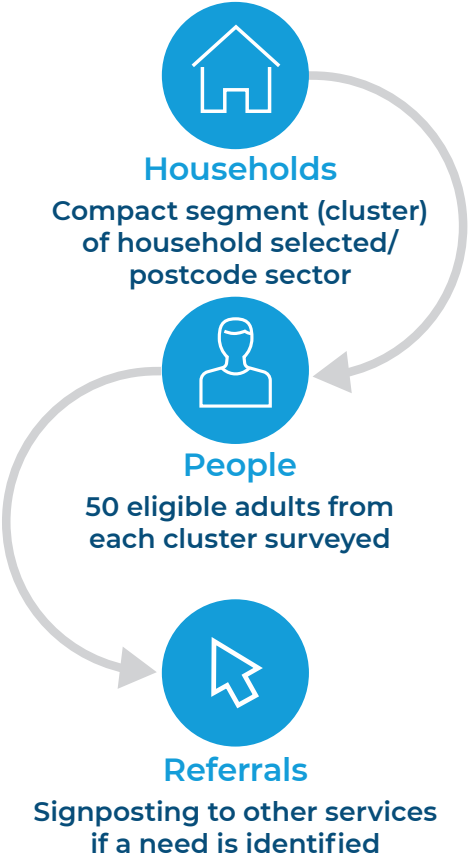 Households
Compact segment (cluster)
of household selected/
postcode sector
People
50 eligible adults from
each cluster surveyed
Referrals
Signposting to other services
if a need is identified